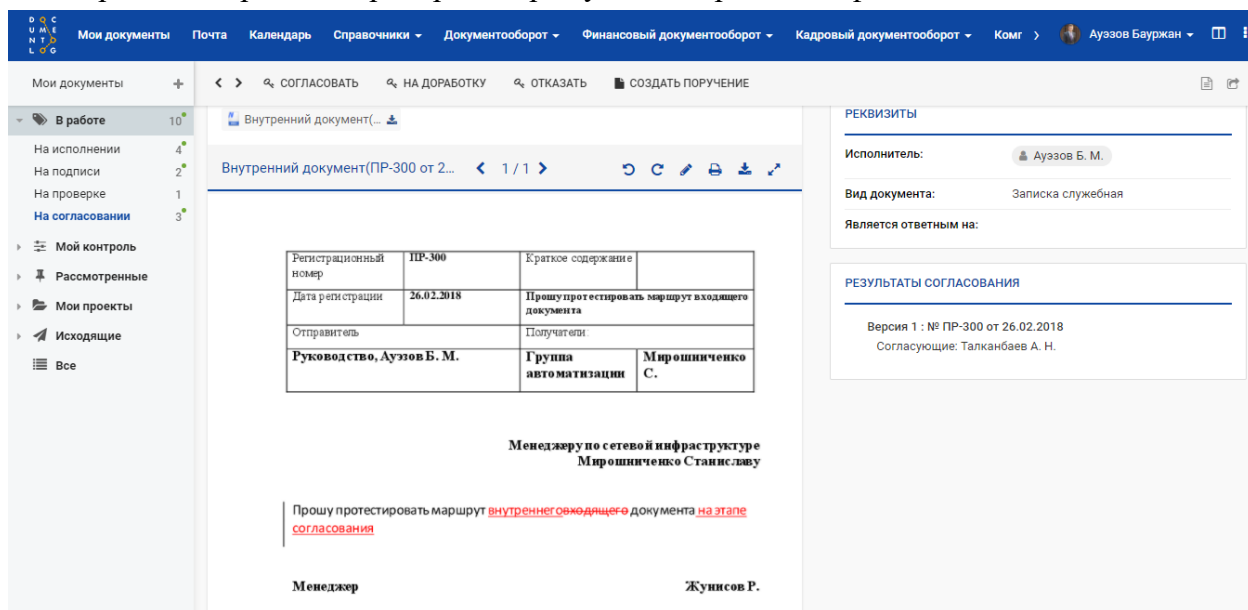 DOC
UME
NTO
LOG
Мои документы Почта Календарь Справочники Документооборот Финансовый документооборот Кадровый документооборот Комг Ауэзов Бауржан
Мои документы + СОГЛАСОВАТЬ НА ДОРАБОТКУ ОТКАЗАТЬ СОЗДАТЬ ПОРУЧЕНИЕ
В работе 10
На исполнении 4
На подписи 2
На проверке 1
На согласовании 3
Мой контроль
Рассмотренные
Мои проекты
Исходящие
Все
Внутренний документ(...
Внутренний документ(ПР-300 от 2... 1 / 1
Регистрационный номер ПР-300 Краткое содержание
Дата регистрации 26.02.2018 Прошу протестировать маршрут входящего
документа
Отправитель Получатели:
Руководство, Ауэзов Б. М. Группа автоматизации Мирошниченко С.
Менеджеру по сетевой инфраструктуре
Мирошниченко Станиславу
Прошу протестировать маршрут внутреннеговходящего документа на этапе
согласования
Менеджер Жунисов Р.
РЕКВИЗИТЫ
Исполнитель: Ауэзов Б. М.
Вид документа: Записка служебная
Является ответным на:
РЕЗУЛЬТАТЫ СОГЛАСОВАНИЯ
Версия 1 : № ПР-300 от 26.02.2018
Согласующие: Талканбаев А. Н.